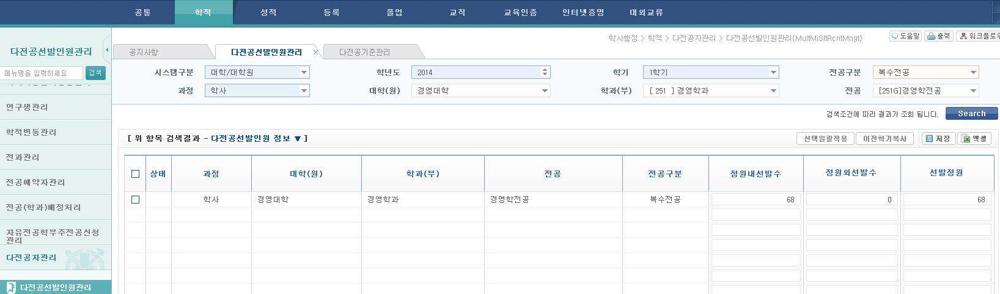 공통 학적 성적 등록 졸업 교직 교육인증 인터넷증명 대외교류
학사행정 > 학적 > 다전공자관리 > 다전공선발인원관리(MultMjSltRcntMngt)
도움말 출력 워크플로우
다전공선발인원관리
공지사항 다전공선발인원관리 × 다전공기준관리
메뉴명을 입력하세요 검색
시스템구분 대학/대학원 학년도 2014 학기 1학기 전공구분 복수전공
과정 학사 대학(원) 경영대학 학과(부) [ 251 ] 경영학과 전공 [251G]경영학전공
검색조건에 따라 결과가 조회 됩니다. Search
연구생관리
학적변동관리
전과관리
전공예약자관리
전공(학과)배정처리
자유전공학부주전공신청
관리
다전공자관리
다전공선발인원관리
[ 위 항목 검색결과 - 다전공선발인원 정보 ▼ ]
선택일괄적용 이전학기복사 저장 엑셀
상태 과정 대학(원) 학과(부) 전공 전공구분 정원내선발수 정원외선발수 선발정원
학사 경영대학 경영학과 경영학전공 복수전공 68 0 68